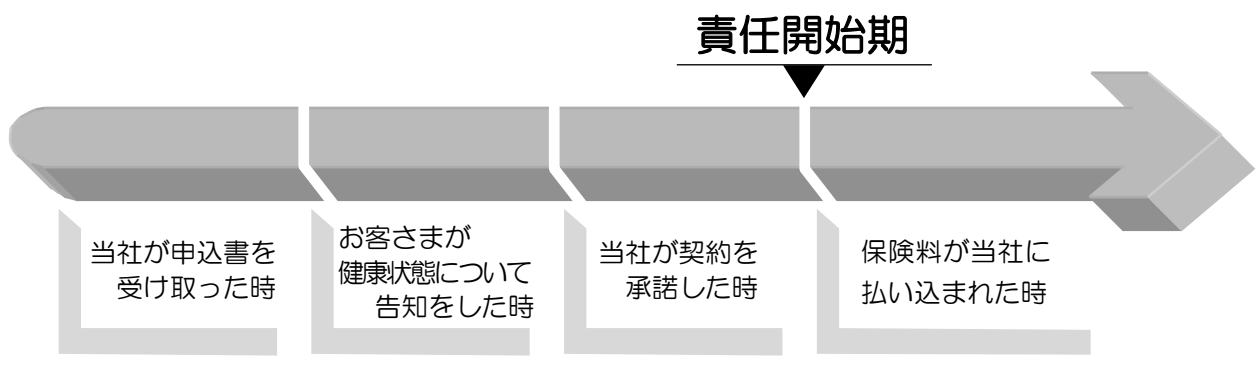 責任開始期
当社が申込書を
受け取った時
お客さまが
健康状態について
告知をした時
当社が契約を
承諾した時
保険料が当社に
払い込まれた時